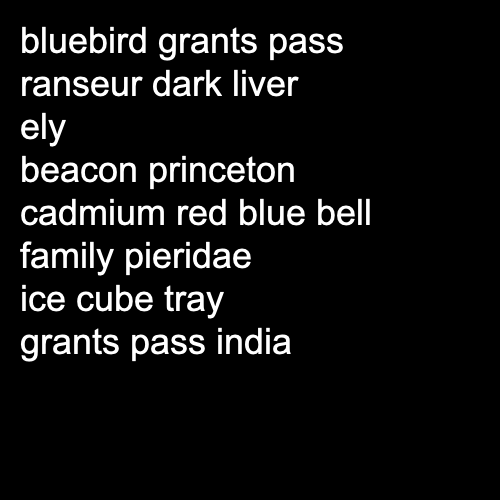 bluebird grants pass
ranseur dark liver
ely
beacon princeton
cadmium red blue bell
family pieridae
ice cube tray
grants pass india